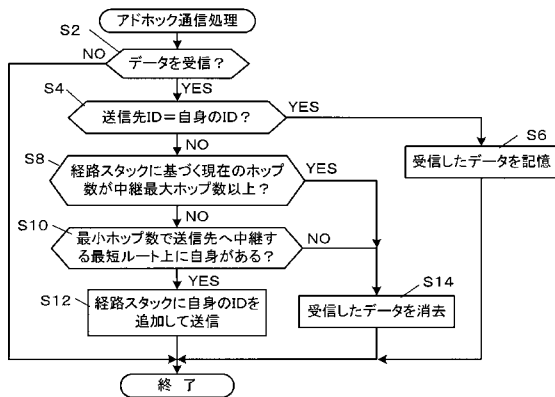 アドホック通信処理
S2
NO
データを受信？
YES
S4
送信先ID＝自身のID？
YES
NO
S6
受信したデータを記憶
S8
経路スタックに基づく現在のホップ
数が中継最大ホップ数以上？
YES
NO
S10
最小ホップ数で送信先へ中継す
る最短ルート上に自身がある？
NO
YES
S12
経路スタックに自身のIDを
追加して送信
S14
受信したデータを消去
終 了